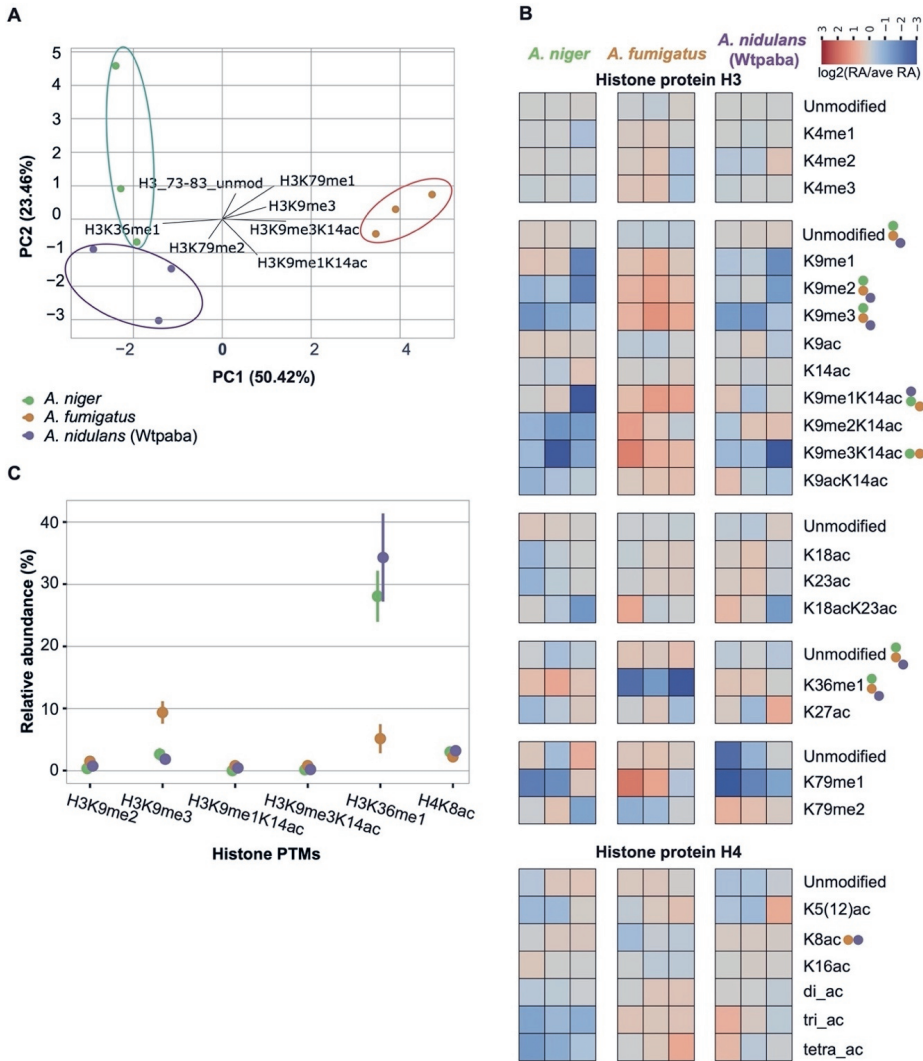 A
5
4
3
2
1
0
−1
−2
−3
PC2 (23.46%)
H3_73-83_unmod
H3K79me1
H3K9me3
H3K36me1
H3K9me3K14ac
H3K79me2
H3K9me1K14ac
−2
0
2
4
PC1 (50.42%)
A. niger
A. fumigatus
A. nidulans (Wtpaba)
B
A. niger
A. fumigatus
A. nidulans
(Wtpaba)
3
2
1
0
−1
−2
−3
log2(RA/ave RA)
Histone protein H3
Unmodified
K4me1
K4me2
K4me3
Unmodified
K9me1
K9me2
K9me3
K9ac
K14ac
K9me1K14ac
K9me2K14ac
K9me3K14ac
K9acK14ac
Unmodified
K18ac
K23ac
K18acK23ac
Unmodified
K36me1
K27ac
Unmodified
K79me1
K79me2
Histone protein H4
Unmodified
K5(12)ac
K8ac
K16ac
di_ac
tri_ac
tetra_ac
C
40
30
20
10
0
Relative abundance (%)
H3K9me2
H3K9me3
H3K9me1K14ac
H3K9me3K14ac
H3K36me1
H4K8ac
Histone PTMs